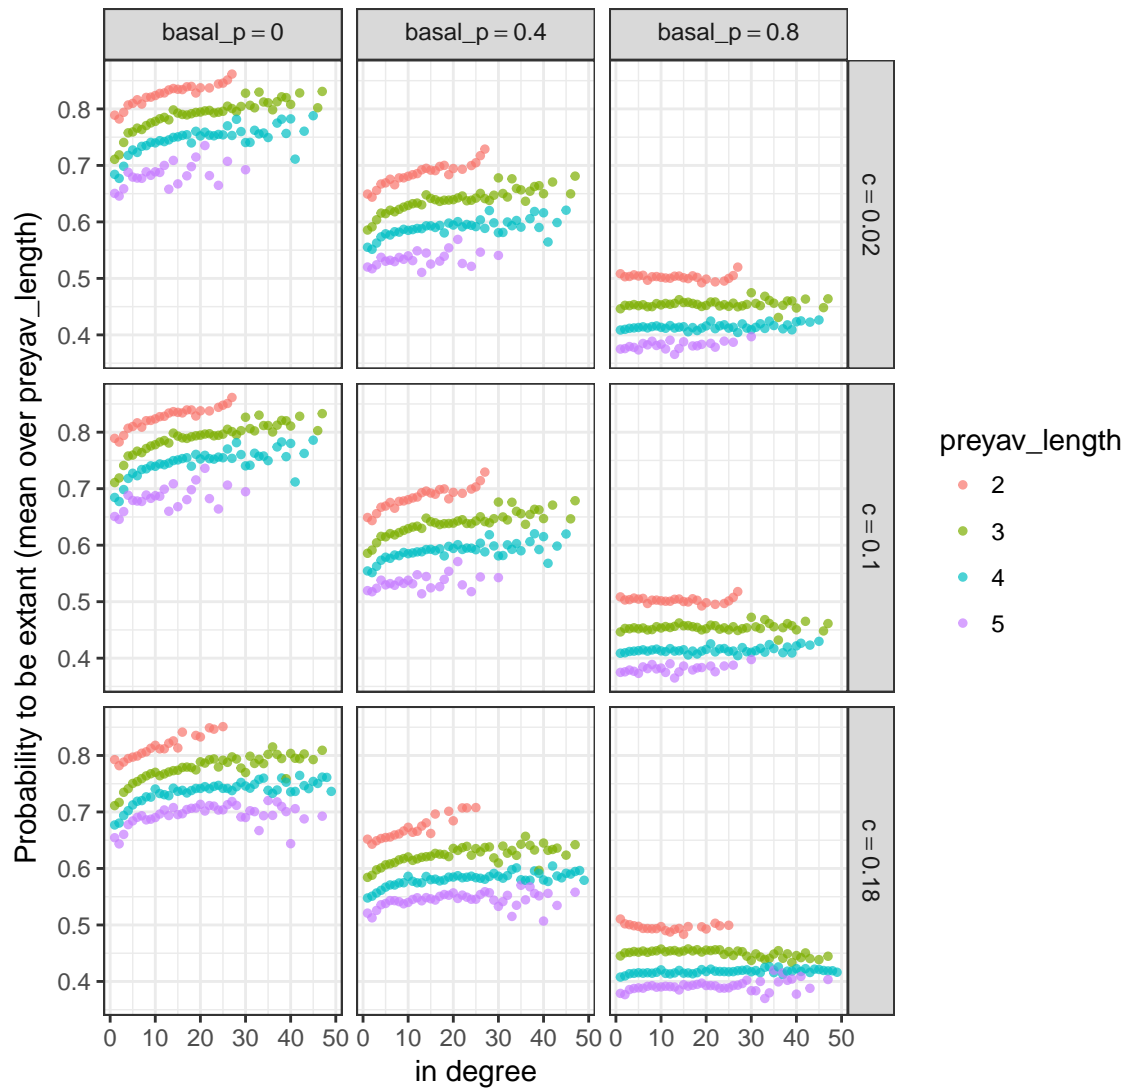 basal_p = 0
basal_p = 0.4
basal_p = 0.8
0.8
0.7
0.6
0.5
0.4
c = 0.02
0.8
0.7
0.6
0.5
0.4
c = 0.1
0.8
0.7
0.6
0.5
0.4
c = 0.18
0 10 20 30 40 50
0 10 20 30 40 50
0 10 20 30 40 50
in degree
Probability to be extant (mean over preyav_length)
preyav_length
2
3
4
5